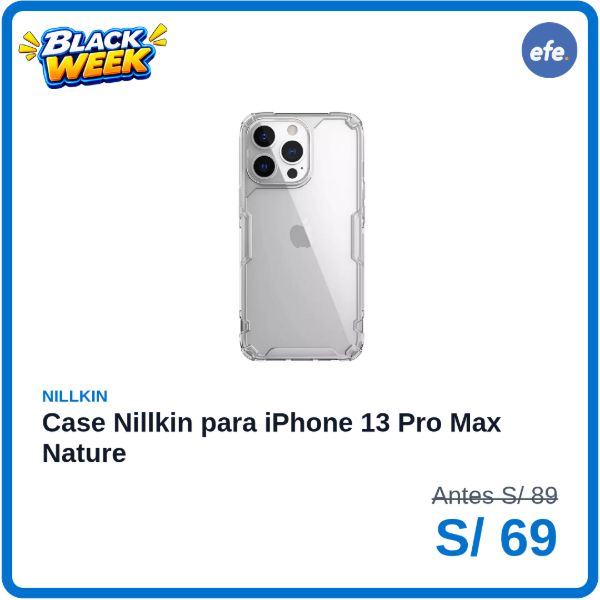 BLACK
WEEK
efe.
NILLKIN
Case Nillkin para iPhone 13 Pro Max
Nature
Antes S/ 89
S/ 69